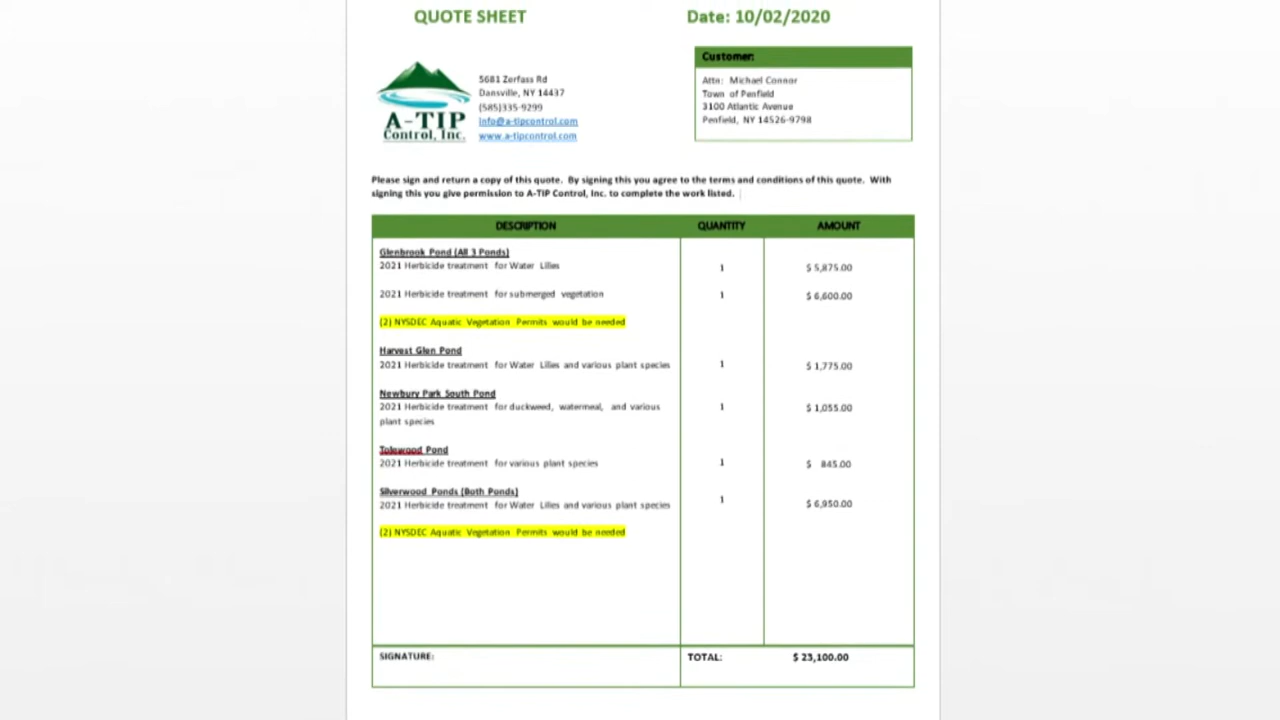 QUOTE SHEET
Date: 10/02/2020
A-TIP
Control, Inc.
5681 Zerfass Rd
Dansville, NY 14437
(585)335-9299
info@a-tipcontrol.com
www.a-tipcontrol.com
Customer:
Attn: Michael Connor
Town of Penfield
3100 Atlantic Avenue
Penfield, NY 14526-9798
Please sign and return a copy of this quote. By signing this you agree to the terms and conditions of this quote. With
signing this you give permission to A-TIP Control, Inc. to complete the work listed.
DESCRIPTION QUANTITY AMOUNT
Glenbrook Pond (All 3 Ponds)
2021 Herbicide treatment for Water Lilies 1 $ 5,875.00
2021 Herbicide treatment for submerged vegetation 1 $ 6,600.00
(2) NYSDEC Aquatic Vegetation Permits would be needed
Harvest Glen Pond
2021 Herbicide treatment for Water Lilies and various plant species 1 $ 1,775.00
Newbury Park South Pond
2021 Herbicide treatment for duckweed, watermeal, and various 1 $ 1,055.00
plant species
Tolewood Pond
2021 Herbicide treatment for various plant species 1 $ 845.00
Silverwood Ponds (Both Ponds)
2021 Herbicide treatment for Water Lilies and various plant species 1 $ 6,950.00
(2) NYSDEC Aquatic Vegetation Permits would be needed
SIGNATURE: TOTAL: $ 23,100.00